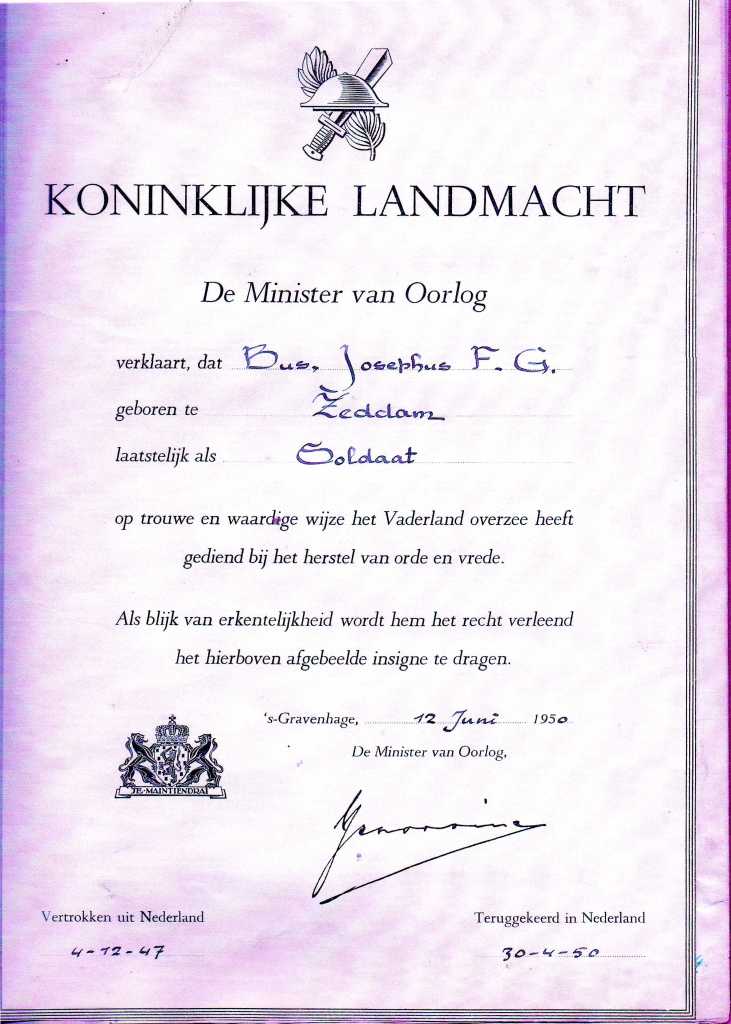 KONINKLIJKE LANDMACHT
De Minister van Oorlog
verklaart, dat Bus, Josephus F. G.
geboren te Zeddam
laatstelijk als Soldaat
op trouwe en waardige wijze het Vaderland overzee heeft
gediend bij het herstel van orde en vrede.
Als blijk van erkentelijkheid wordt hem het recht verleend
het hierboven afgebeelde insigne te dragen.
's-Gravenhage, 12 Juni 1950
De Minister van Oorlog,
JE·MAINTIENDRAI
Vertrokken uit Nederland
4-12-47
Teruggekeerd in Nederland
30-4-50